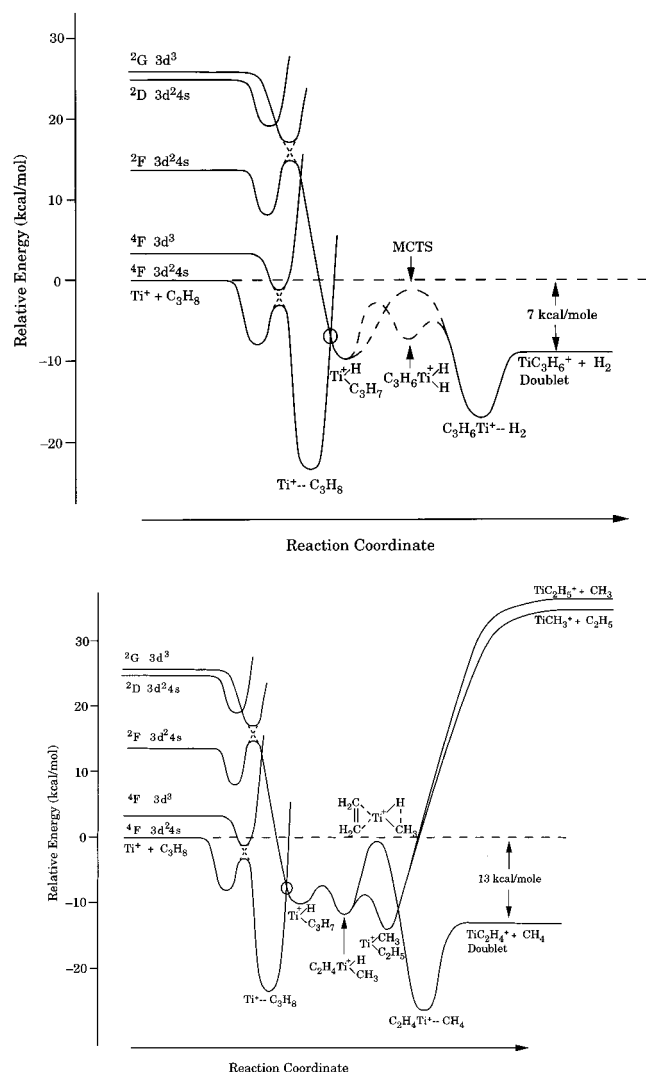 30
20
10
0
−10
−20
Relative Energy (kcal/mol)
²G 3d³
²D 3d²4s
²F 3d²4s
⁴F 3d³
⁴F 3d²4s
Ti⁺ + C₃H₈
MCTS
7 kcal/mole
Ti⁺
H
C₃H₇
C₃H₆Ti⁺
H
H
TiC₃H₆⁺ + H₂
Doublet
C₃H₆Ti⁺-- H₂
Ti⁺-- C₃H₈
Reaction Coordinate
30
20
10
0
−10
−20
Relative Energy (kcal/mol)
TiC₂H₅⁺ + CH₃
TiCH₃⁺ + C₂H₅
²G 3d³
²D 3d²4s
²F 3d²4s
⁴F 3d³
⁴F 3d²4s
Ti⁺ + C₃H₈
H₂C
H
Ti⁺
H₂C
CH₃
13 kcal/mole
Ti⁺
H
C₃H₇
C₂H₄Ti⁺
H
CH₃
Ti⁺
CH₃
C₂H₅
TiC₂H₄⁺ + CH₄
Doublet
Ti⁺-- C₃H₈
C₂H₄Ti⁺-- CH₄
Reaction Coordinate